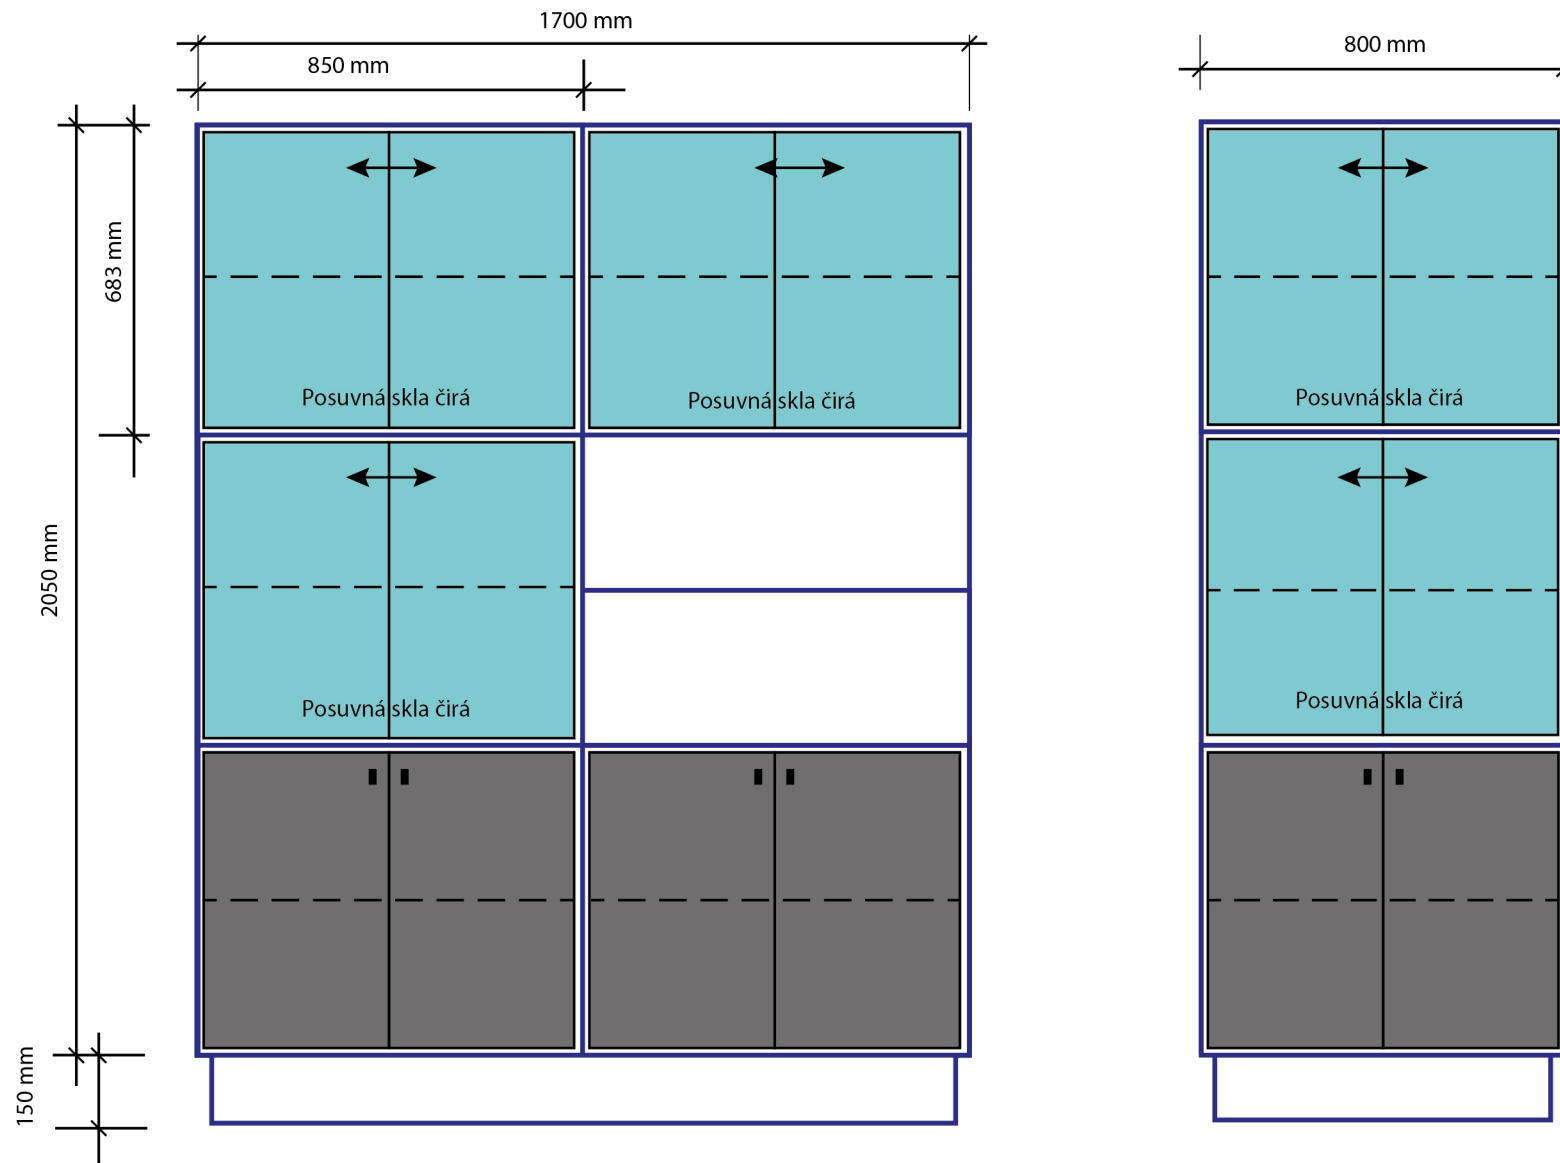 1700 mm
850 mm
800 mm
683 mm
2050 mm
150 mm
Posuvná skla čirá
Posuvná skla čirá
Posuvná skla čirá
Posuvná skla čirá
Posuvná skla čirá